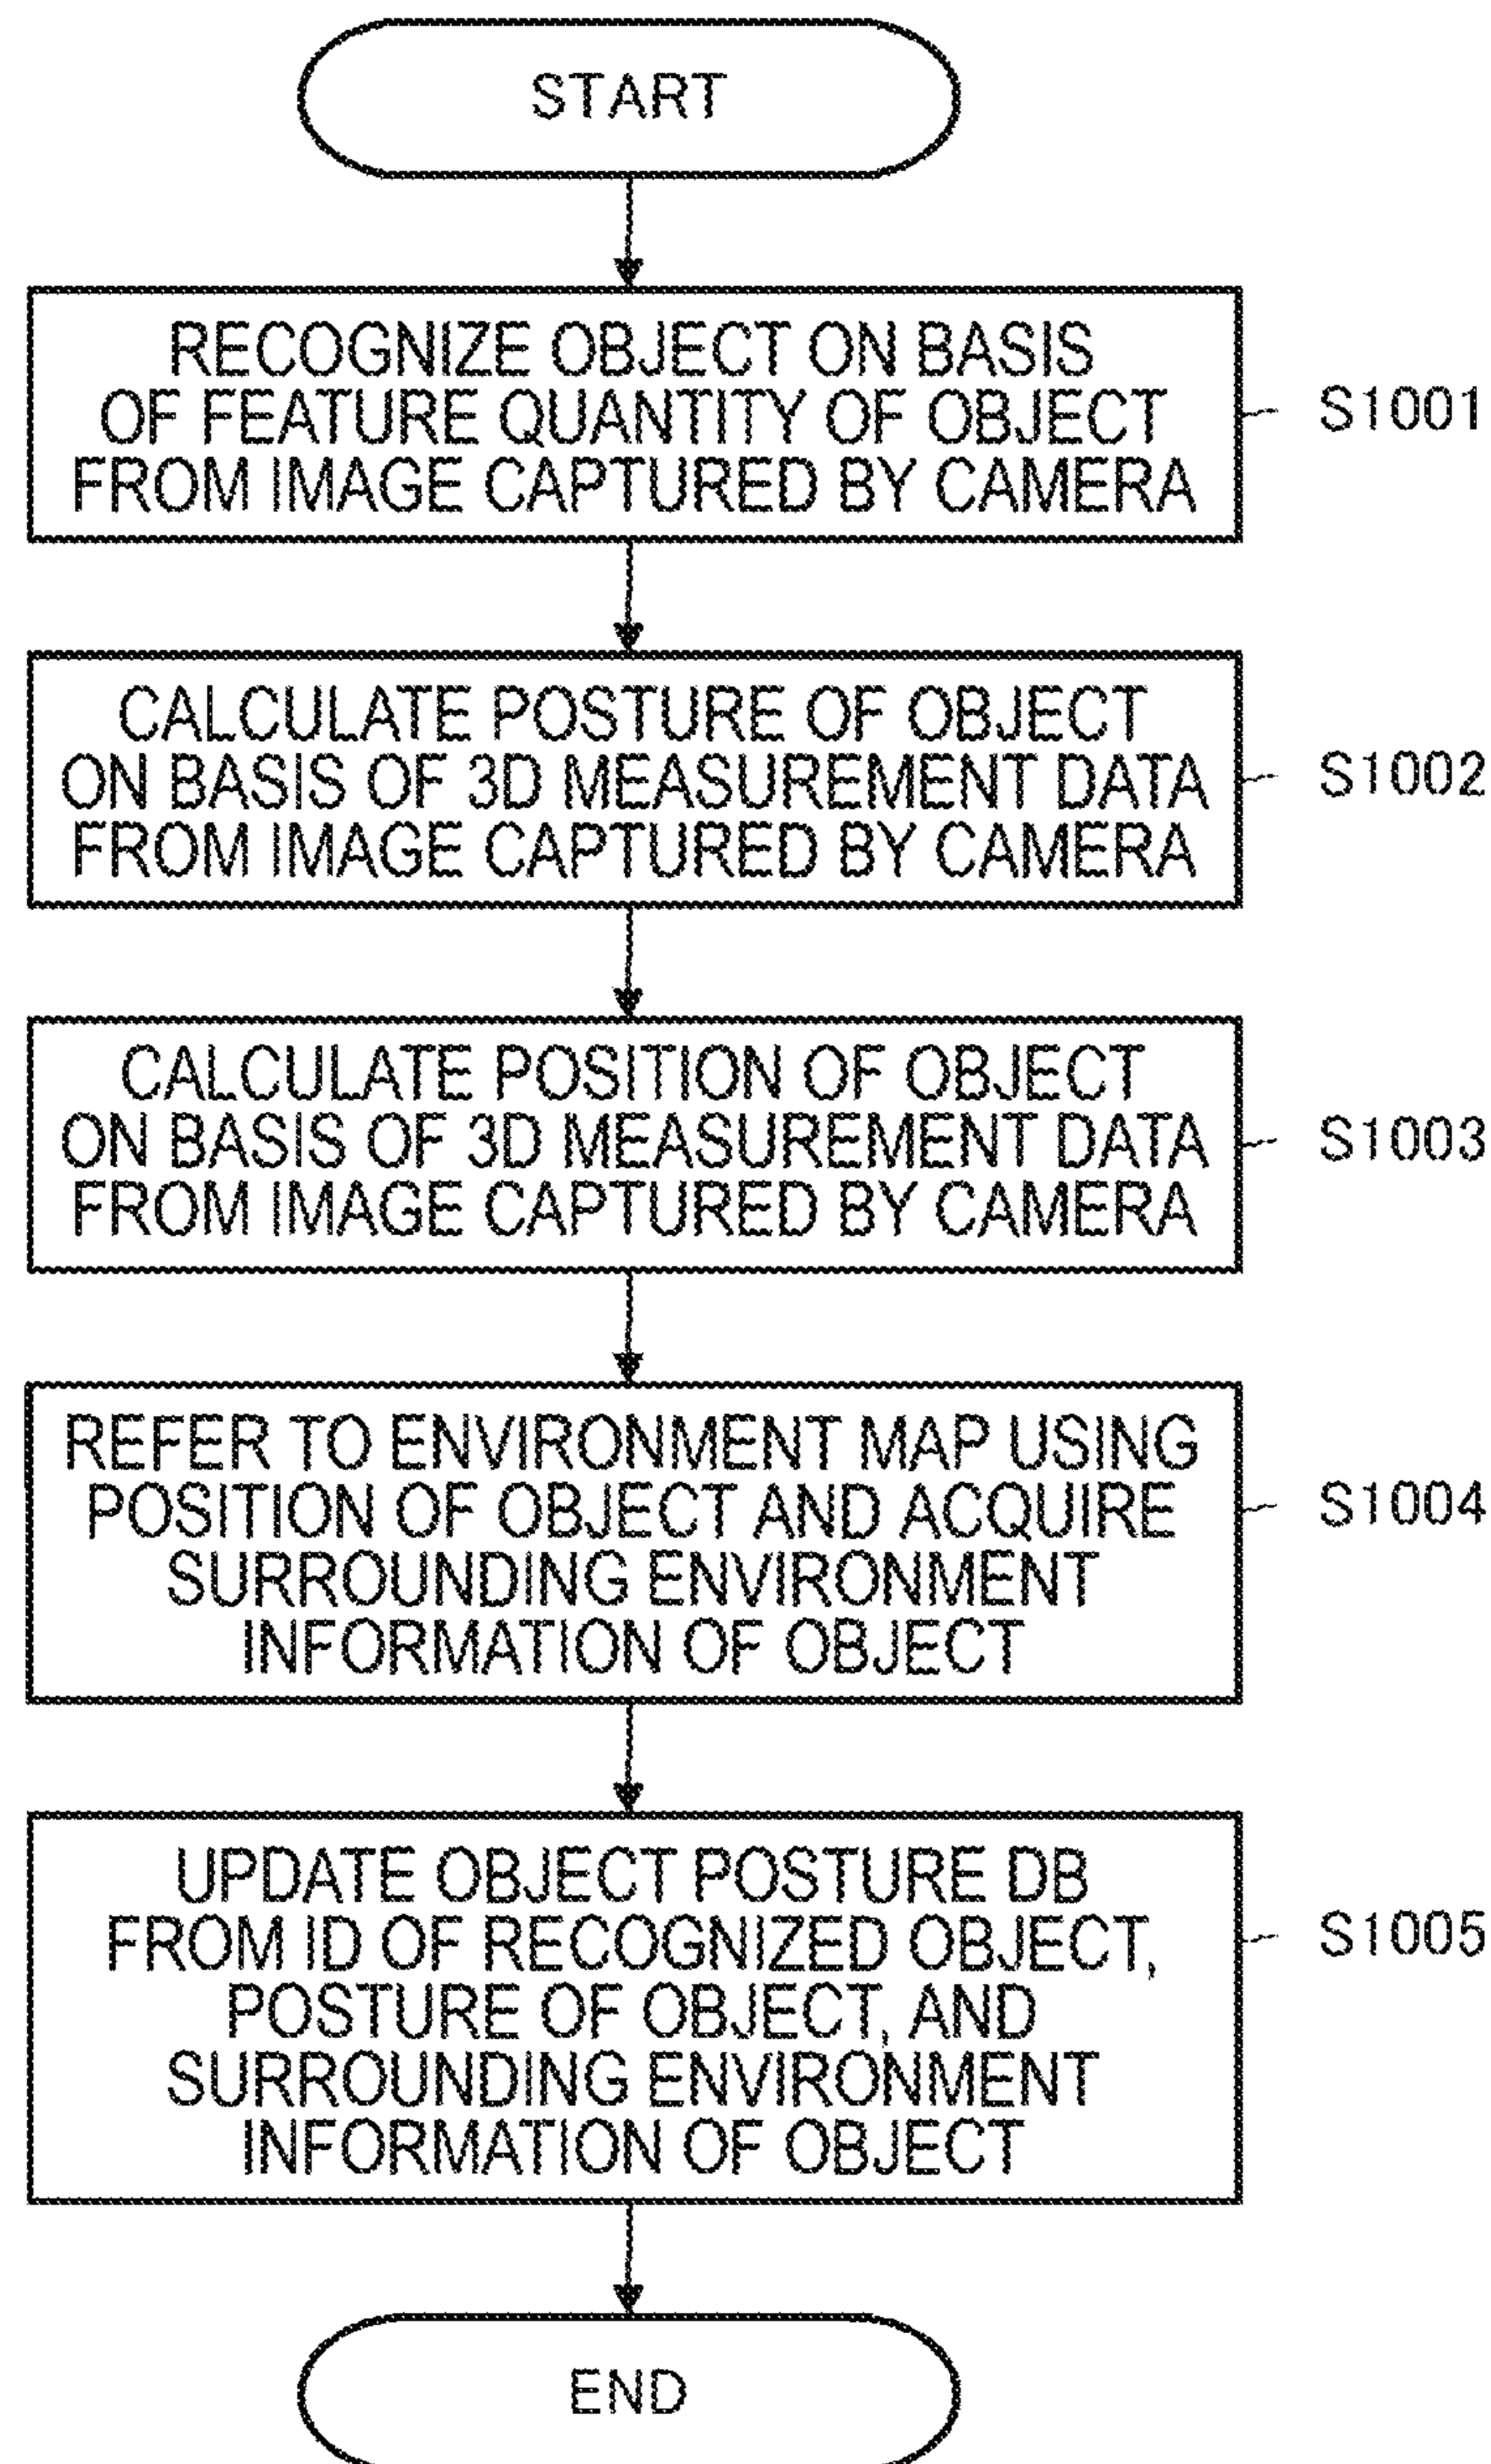 START
RECOGNIZE OBJECT ON BASIS
OF FEATURE QUANTITY OF OBJECT
FROM IMAGE CAPTURED BY CAMERA
S1001
CALCULATE POSTURE OF OBJECT
ON BASIS OF 3D MEASUREMENT DATA
FROM IMAGE CAPTURED BY CAMERA
S1002
CALCULATE POSITION OF OBJECT
ON BASIS OF 3D MEASUREMENT DATA
FROM IMAGE CAPTURED BY CAMERA
S1003
REFER TO ENVIRONMENT MAP USING
POSITION OF OBJECT AND ACQUIRE
SURROUNDING ENVIRONMENT
INFORMATION OF OBJECT
S1004
UPDATE OBJECT POSTURE DB
FROM ID OF RECOGNIZED OBJECT,
POSTURE OF OBJECT, AND
SURROUNDING ENVIRONMENT
INFORMATION OF OBJECT
S1005
END